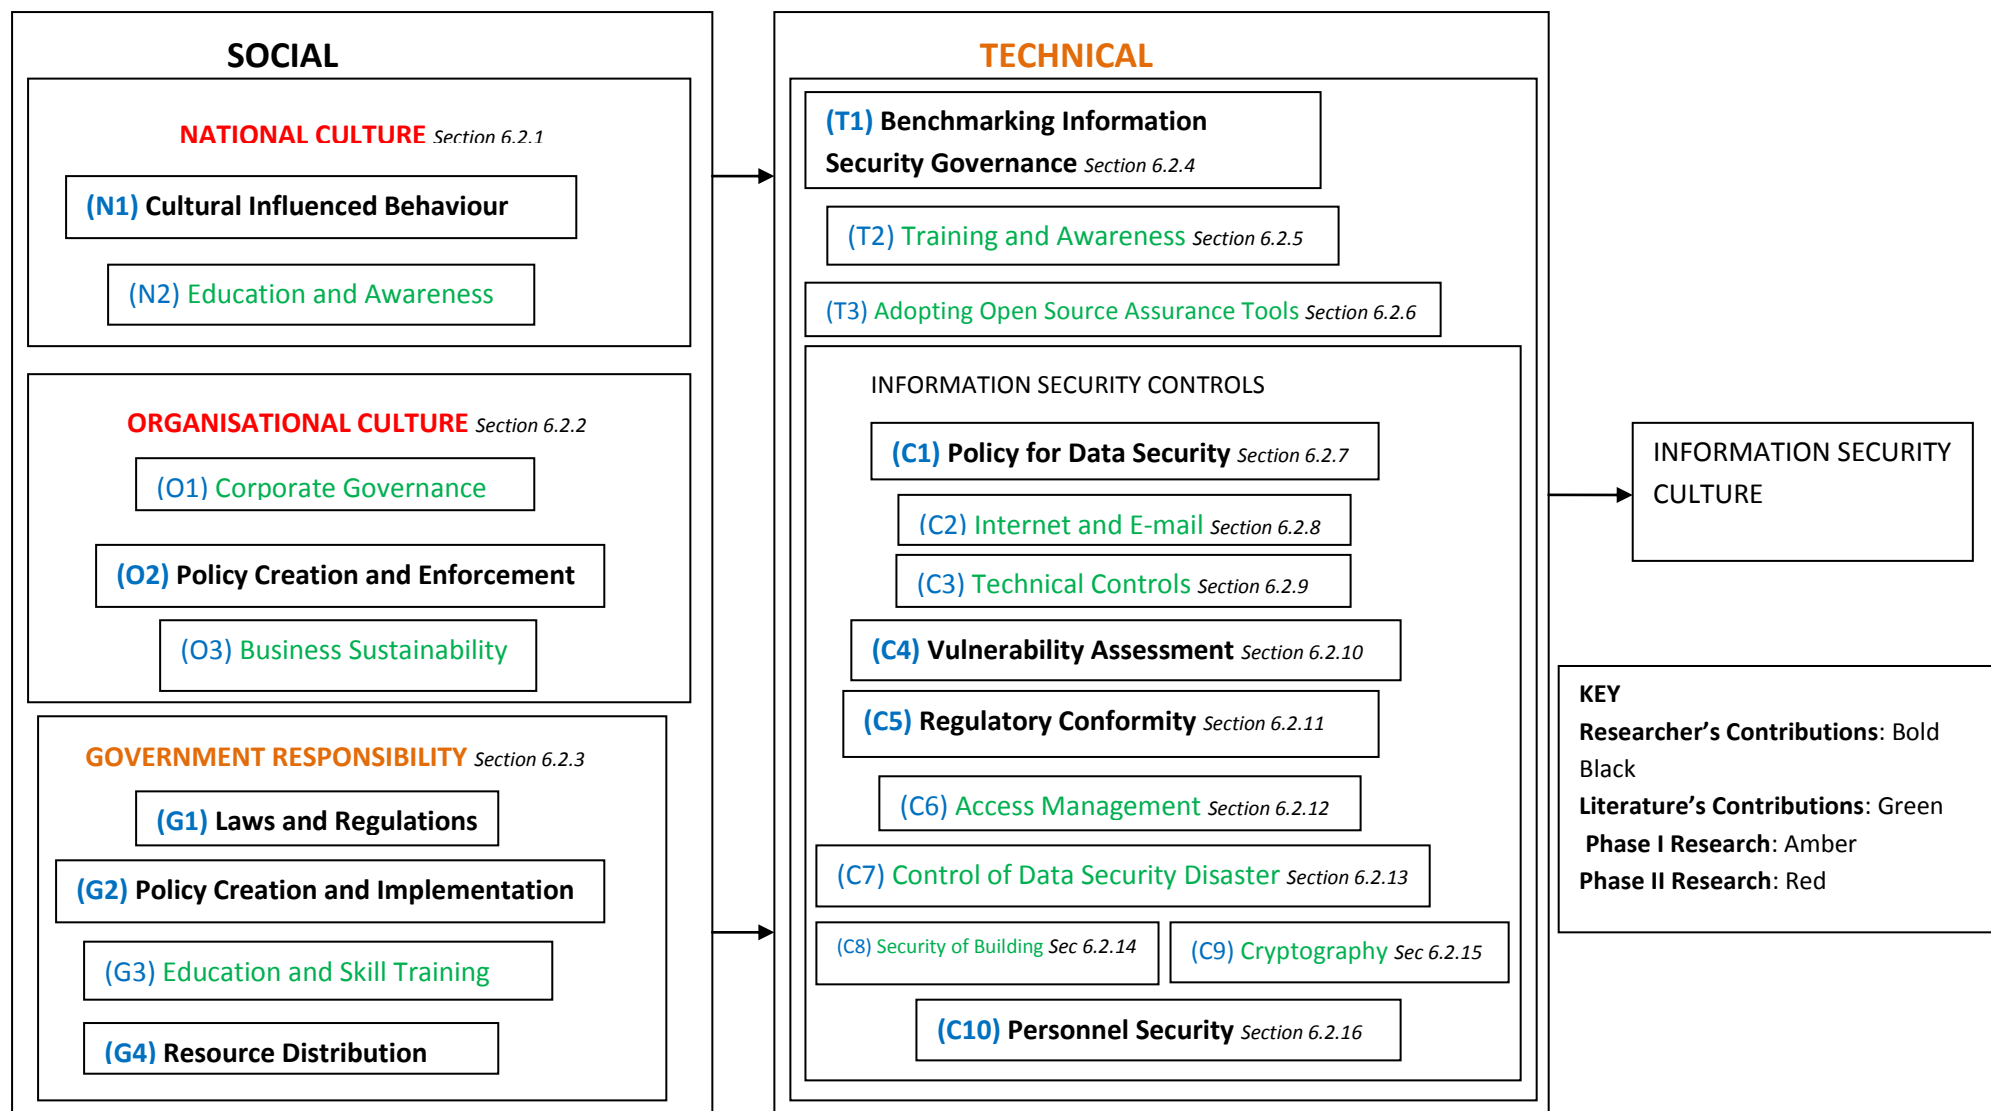 SOCIAL
NATIONAL CULTURE Section 6.2.1
(N1) Cultural Influenced Behaviour
(N2) Education and Awareness
ORGANISATIONAL CULTURE Section 6.2.2
(O1) Corporate Governance
(O2) Policy Creation and Enforcement
(O3) Business Sustainability
GOVERNMENT RESPONSIBILITY Section 6.2.3
(G1) Laws and Regulations
(G2) Policy Creation and Implementation
(G3) Education and Skill Training
(G4) Resource Distribution
TECHNICAL
(T1) Benchmarking Information
Security Governance Section 6.2.4
(T2) Training and Awareness Section 6.2.5
(T3) Adopting Open Source Assurance Tools Section 6.2.6
INFORMATION SECURITY CONTROLS
(C1) Policy for Data Security Section 6.2.7
(C2) Internet and E-mail Section 6.2.8
(C3) Technical Controls Section 6.2.9
(C4) Vulnerability Assessment Section 6.2.10
(C5) Regulatory Conformity Section 6.2.11
(C6) Access Management Section 6.2.12
(C7) Control of Data Security Disaster Section 6.2.13
(C8) Security of Building Sec 6.2.14
(C9) Cryptography Sec 6.2.15
(C10) Personnel Security Section 6.2.16
INFORMATION SECURITY
CULTURE
KEY
Researcher’s Contributions: Bold
Black
Literature’s Contributions: Green
Phase I Research: Amber
Phase II Research: Red